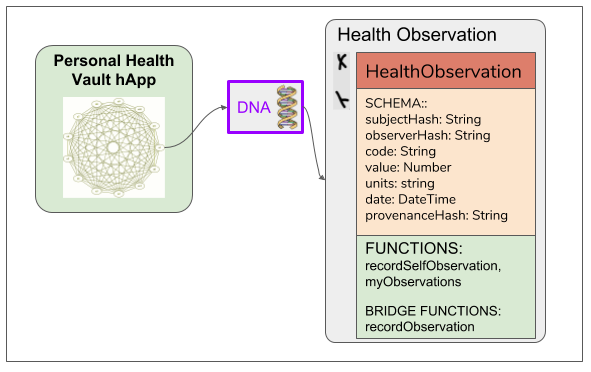 Personal Health
Vault hApp
DNA
Health Observation
HealthObservation
SCHEMA::
subjectHash: String
observerHash: String
code: String
value: Number
units: string
date: DateTime
provenanceHash: String
FUNCTIONS:
recordSelfObservation,
myObservations
BRIDGE FUNCTIONS:
recordObservation